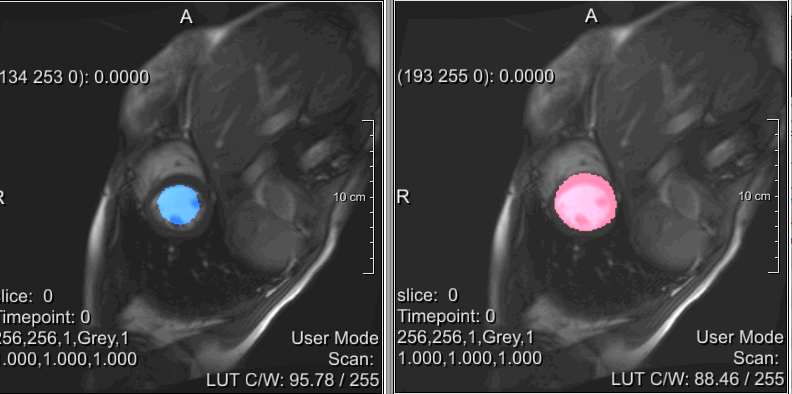 A
134 253 0): 0.0000
10 cm
slice: 0
Timepoint: 0
256,256,1,Grey,1
1.000,1.000,1.000
User Mode
Scan:
LUT C/W: 95.78 / 255
A
(193 255 0): 0.0000
R
10 cm
slice: 0
Timepoint: 0
256,256,1,Grey,1
1.000,1.000,1.000
User Mode
Scan:
LUT C/W: 88.46 / 255